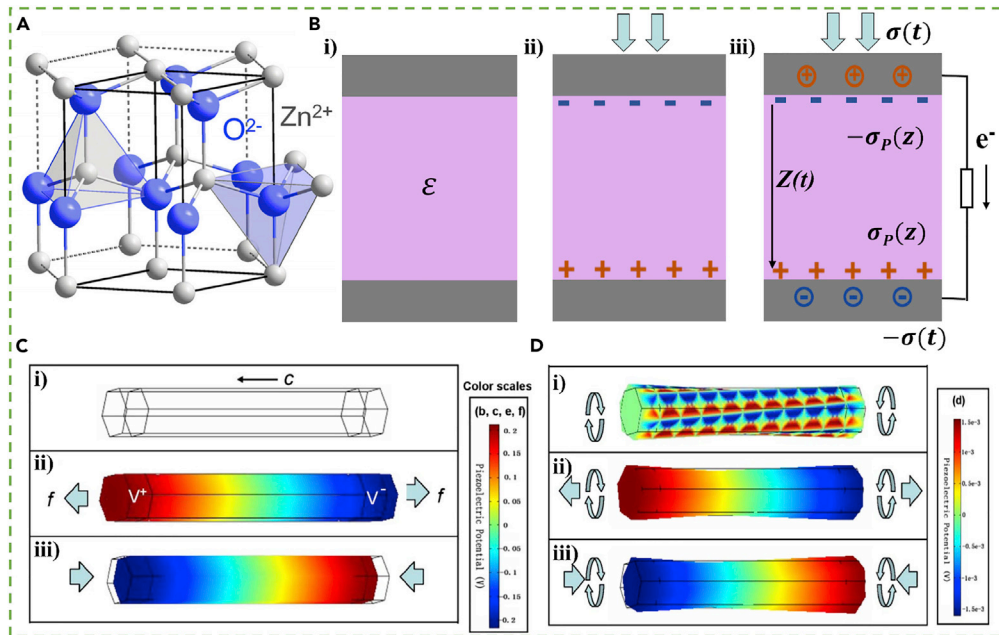 A
Zn²⁺
O²⁻
B
i)
ε
ii)
iii)
σ(t)
-σ_P(z)
Z(t)
σ_P(z)
e⁻
-σ(t)
C
i)
c
ii)
f
V⁺
V⁻
f
iii)
Color scales
(b, c, e, f)
0. 2
0. 15
0. 1
0. 05
0
-0. 05
-0. 1
-0. 15
-0. 2
Piezoelectric Potential (V)
D
i)
ii)
iii)
(d)
1.5e-3
1e-3
0.5e-3
0
-0.5e-3
-1e-3
-1.5e-3
Piezoelectric Potential (V)